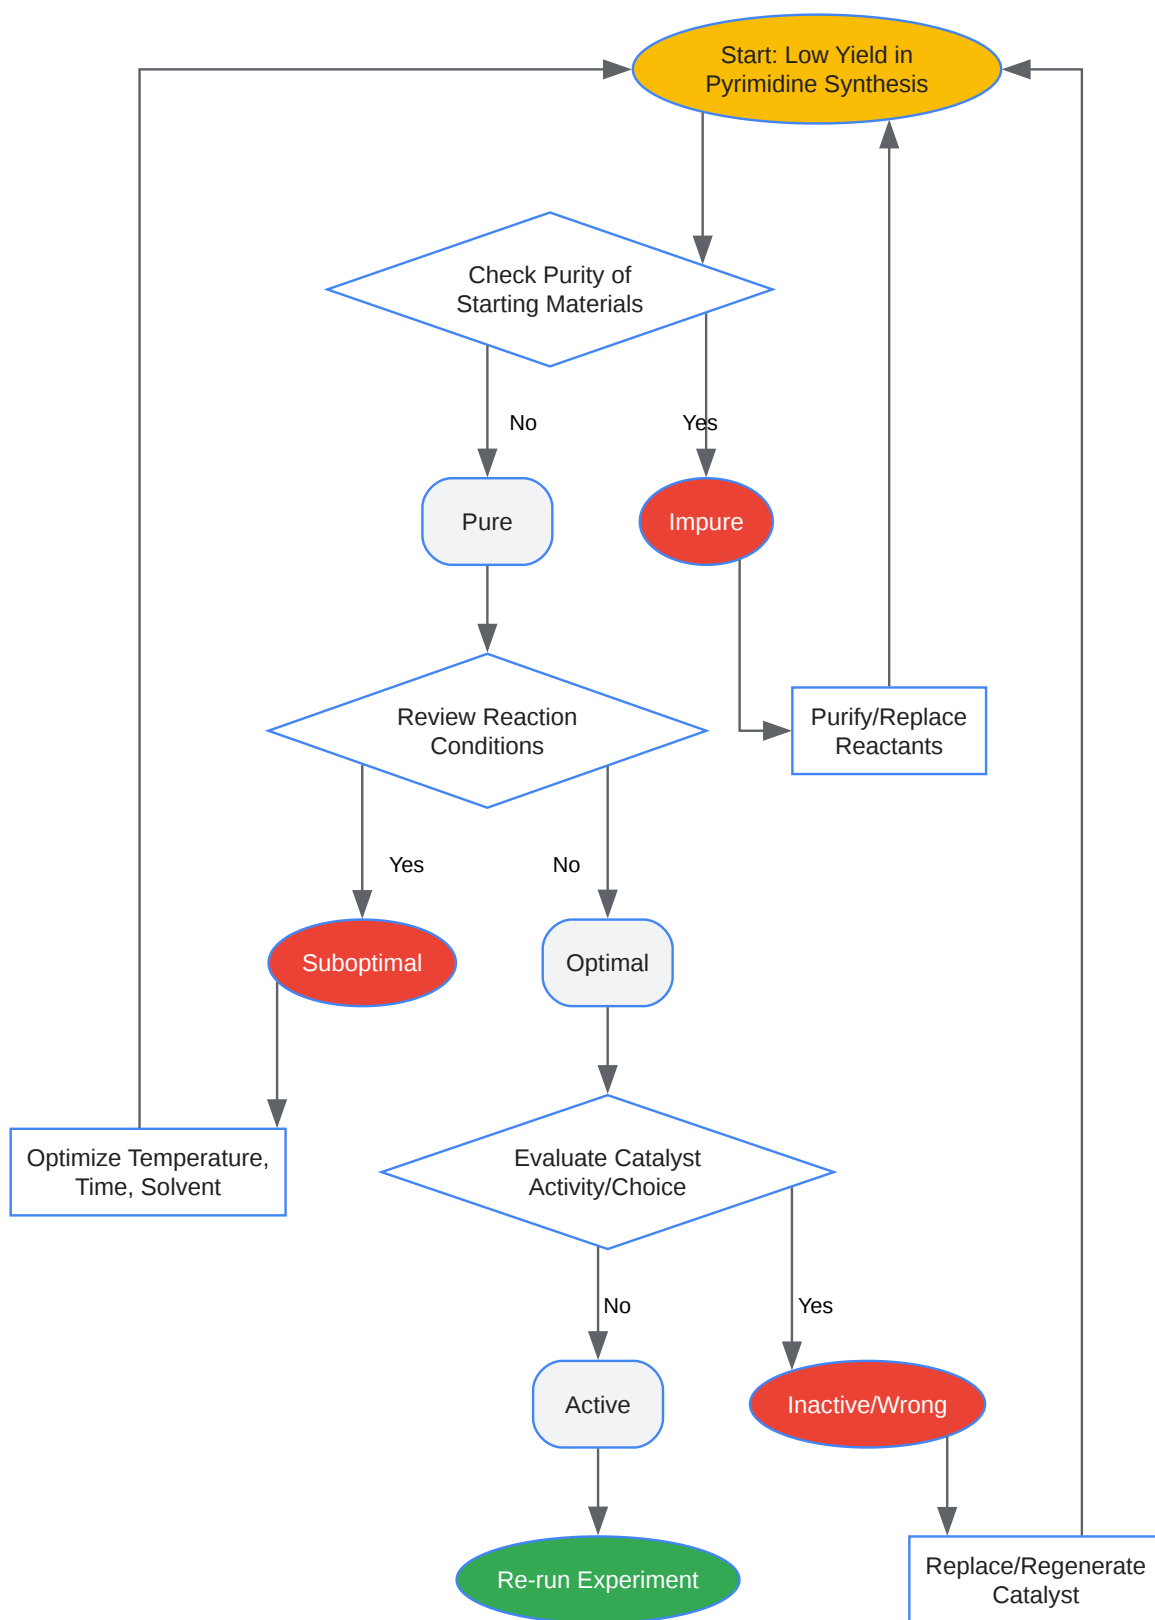 Start: Low Yield in
Pyrimidine Synthesis
Check Purity of
Starting Materials
No
Yes
Pure
Impure
Review Reaction
Conditions
Purify/Replace
Reactants
Yes
No
Suboptimal
Optimal
Optimize Temperature,
Time, Solvent
Evaluate Catalyst
Activity/Choice
No
Yes
Active
Inactive/Wrong
Re-run Experiment
Replace/Regenerate
Catalyst